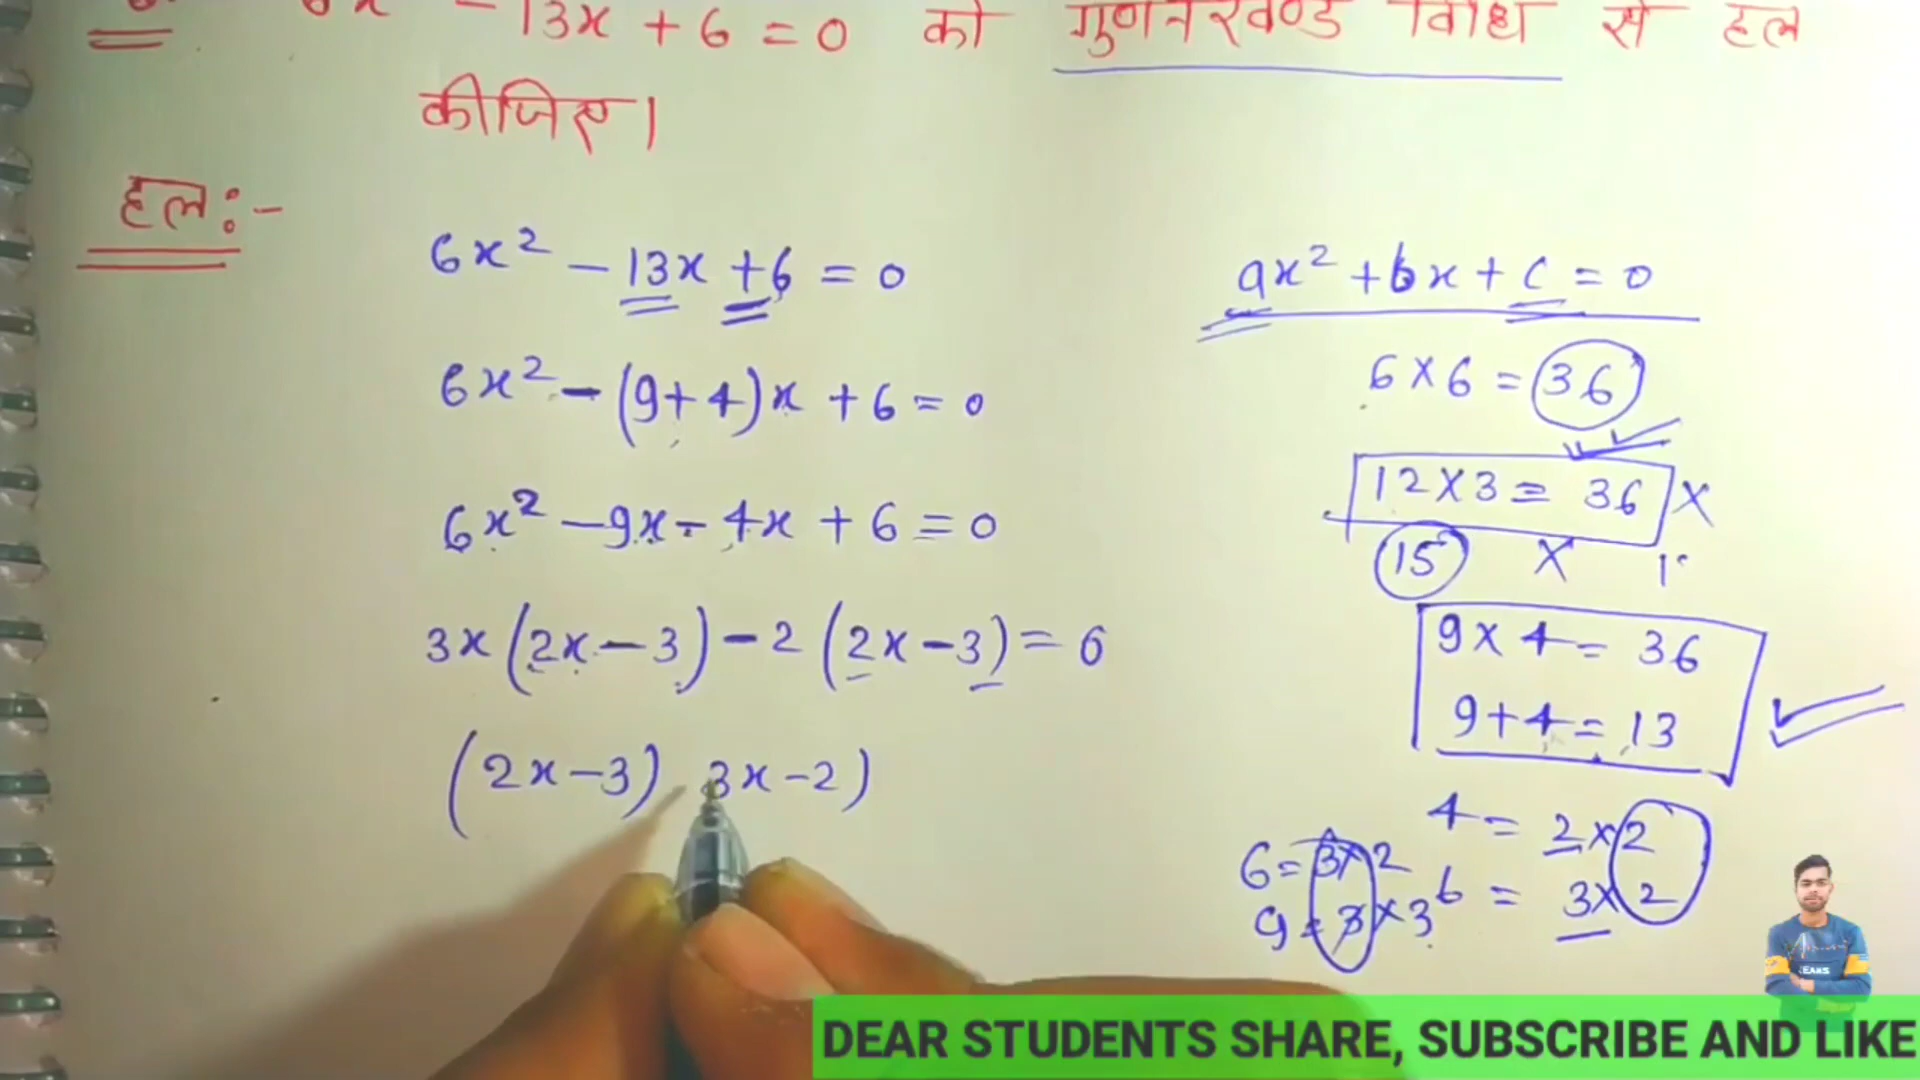 - 13x + 6 = 0 को गुणनखण्ड विधि से हल
कीजिए।
हल:-
6x² - 13x + 6 = 0
6x² - (9+4)x + 6 = 0
6x² - 9x - 4x + 6 = 0
3x (2x - 3) - 2 (2x - 3) = 0
(2x - 3) 3x - 2)
ax² + bx + c = 0
6 × 6 = 36
12 × 3 = 36 X
15 X
9 × 4 = 36
9 + 4 = 13
4 = 2 × 2
6 = 3 × 2
6 = 3 × 2
9 = 3 × 3
DEAR STUDENTS SHARE, SUBSCRIBE AND LIKE